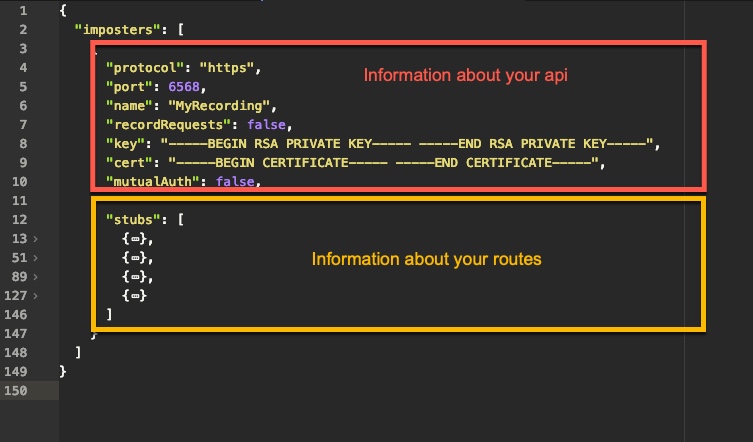 1 {
2 "imposters": [
3
4 "protocol": "https",
Information about your api
5 "port": 6568,
6 "name": "MyRecording",
7 "recordRequests": false,
8 "key": "-----BEGIN RSA PRIVATE KEY----- -----END RSA PRIVATE KEY-----",
9 "cert": "-----BEGIN CERTIFICATE----- -----END CERTIFICATE-----",
10 "mutualAuth": false,
11
12 "stubs": [
13 › {⋯},
51 › {⋯},
Information about your routes
89 › {⋯},
127 › {⋯}
146 ]
147 }
148 ]
149 }
150